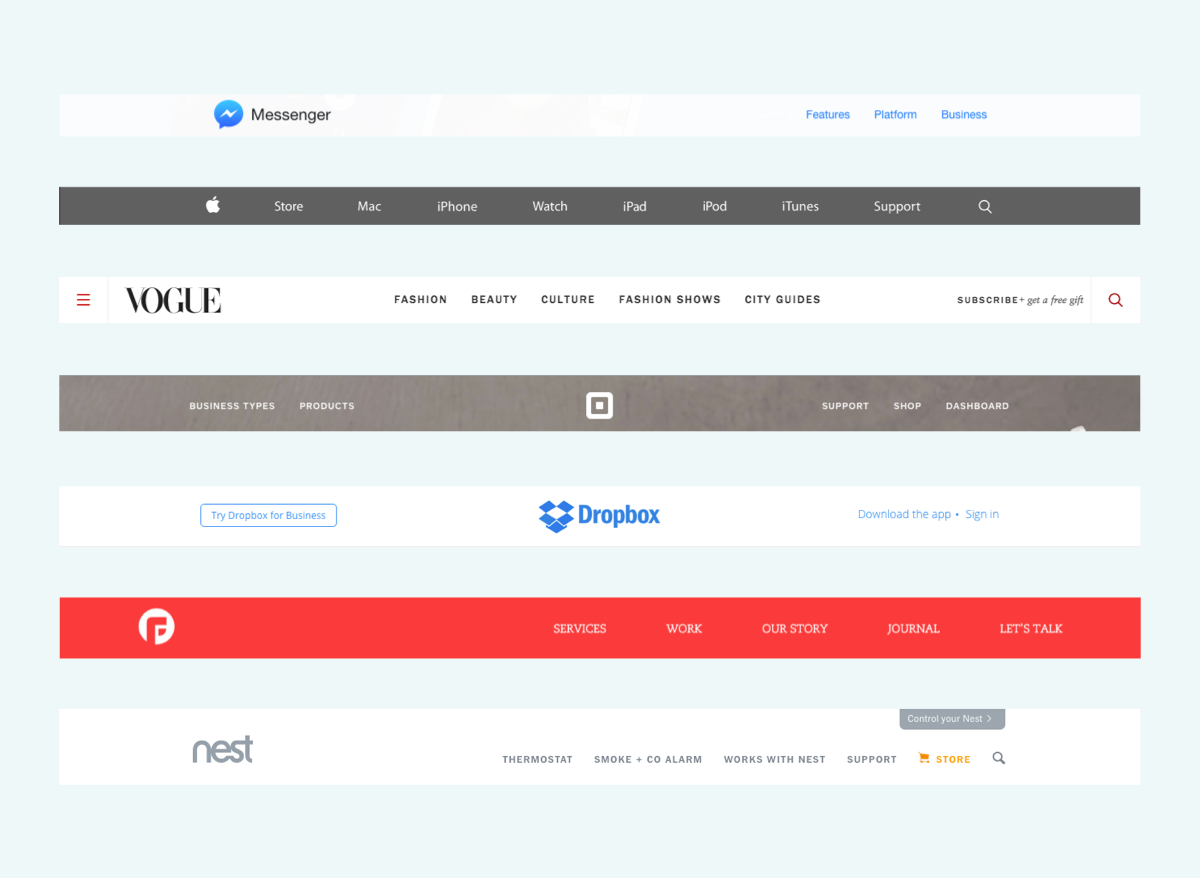 Messenger Features Platform Business
Store Mac iPhone Watch iPad iPod iTunes Support
VOGUE FASHION BEAUTY CULTURE FASHION SHOWS CITY GUIDES SUBSCRIBE+ get a free gift
BUSINESS TYPES PRODUCTS SUPPORT SHOP DASHBOARD
Try Dropbox for Business Dropbox Download the app • Sign in
SERVICES WORK OUR STORY JOURNAL LET'S TALK
Control your Nest >
nest THERMOSTAT SMOKE + CO ALARM WORKS WITH NEST SUPPORT STORE